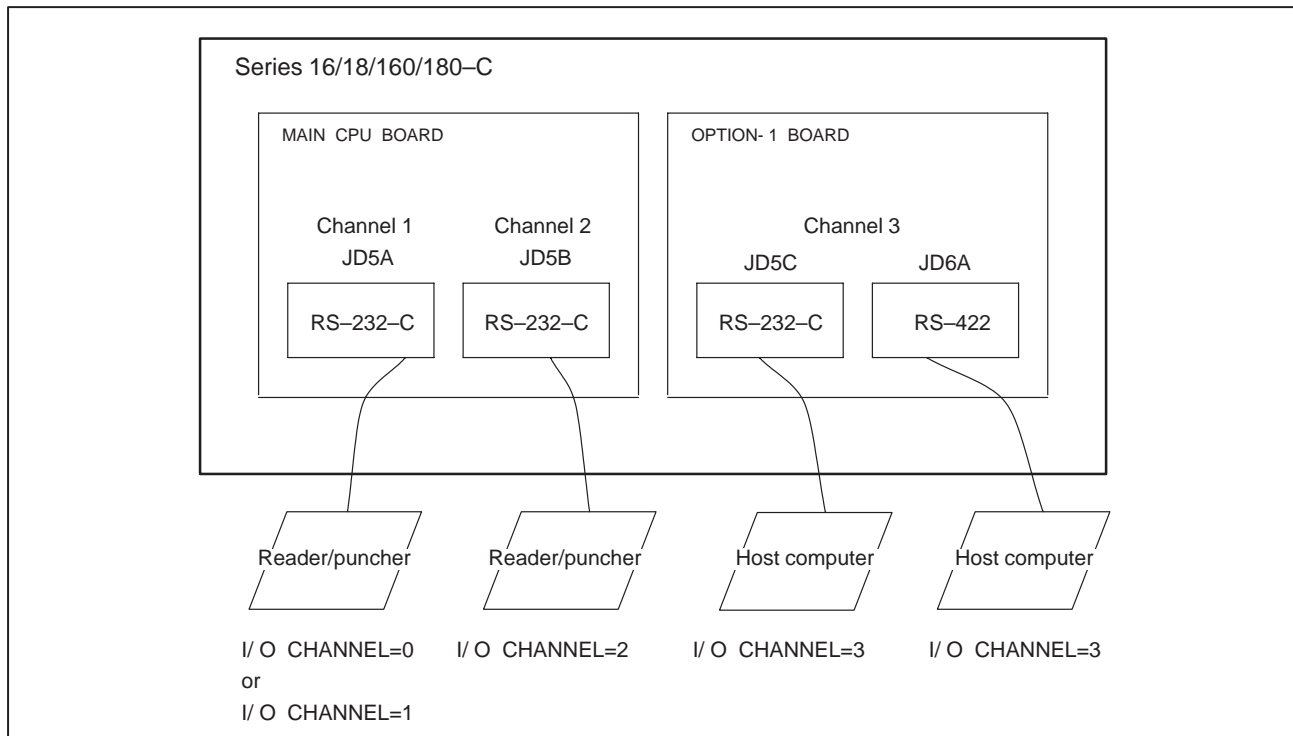 Series 16/18/160/180–C
MAIN CPU BOARD
OPTION- 1 BOARD
Channel 1
Channel 2
Channel 3
JD5A
JD5B
JD5C
JD6A
RS–232–C
RS–232–C
RS–232–C
RS–422
Reader/puncher
Reader/puncher
Host computer
Host computer
I/ O CHANNEL=0
or
I/ O CHANNEL=1
I/ O CHANNEL=2
I/ O CHANNEL=3
I/ O CHANNEL=3